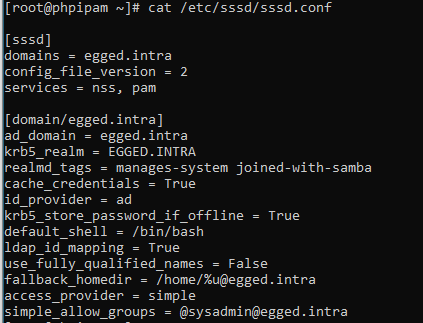 [root@phpipam ~]# cat /etc/sssd/sssd.conf
[sssd]
domains = egged.intra
config_file_version = 2
services = nss, pam
[domain/egged.intra]
ad_domain = egged.intra
krb5_realm = EGGED.INTRA
realmd_tags = manages-system joined-with-samba
cache_credentials = True
id_provider = ad
krb5_store_password_if_offline = True
default_shell = /bin/bash
ldap_id_mapping = True
use_fully_qualified_names = False
fallback_homedir = /home/%u@egged.intra
access_provider = simple
simple_allow_groups = @sysadmin@egged.intra